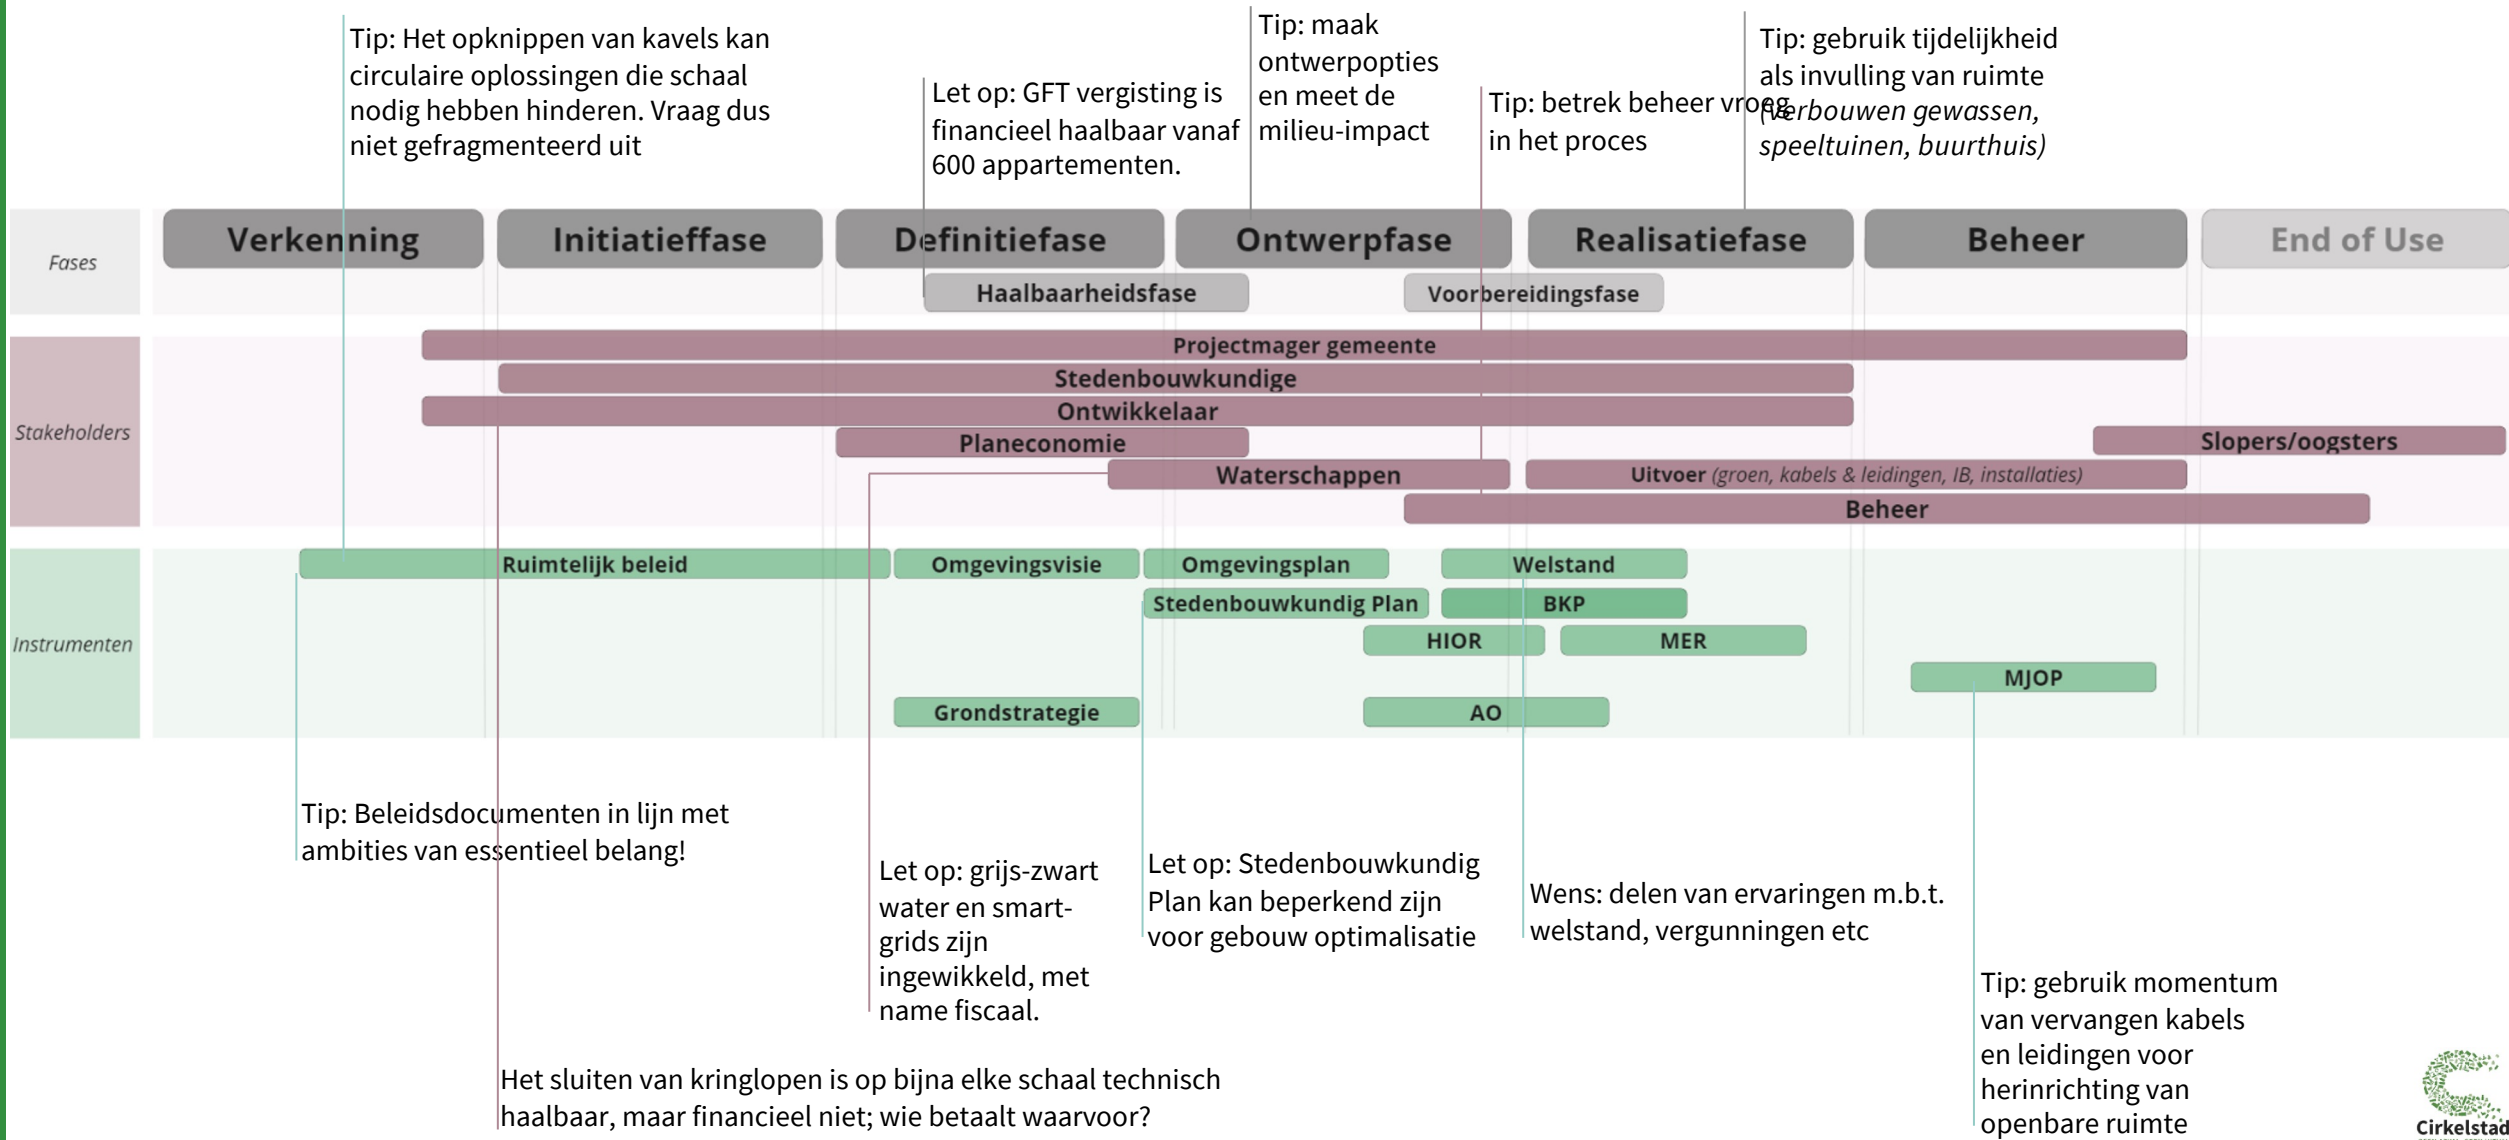 Tip: Het opknippen van kavels kan
circulaire oplossingen die schaal
nodig hebben hinderen. Vraag dus
niet gefragmenteerd uit
Let op: GFT vergisting is
financieel haalbaar vanaf
600 appartementen.
Tip: maak
ontwerpopties
en meet de
milieu-impact
Tip: betrek beheer vroeg
in het proces
Tip: gebruik tijdelijkheid
als invulling van ruimte
(verbouwen gewassen,
speeltuinen, buurthuis)
Fases
Verkenning
Initiatieffase
Definitiefase
Ontwerpfase
Realisatiefase
Beheer
End of Use
Haalbaarheidsfase
Voorbereidingsfase
Stakeholders
Projectmager gemeente
Stedenbouwkundige
Ontwikkelaar
Planeconomie
Slopers/oogsters
Waterschappen
Uitvoer (groen, kabels & leidingen, IB, installaties)
Beheer
Instrumenten
Ruimtelijk beleid
Omgevingsvisie
Omgevingsplan
Welstand
Stedenbouwkundig Plan
BKP
HIOR
MER
MJOP
Grondstrategie
AO
Tip: Beleidsdocumenten in lijn met
ambities van essentieel belang!
Let op: grijs-zwart
water en smart-
grids zijn
ingewikkeld, met
name fiscaal.
Let op: Stedenbouwkundig
Plan kan beperkend zijn
voor gebouw optimalisatie
Wens: delen van ervaringen m.b.t.
welstand, vergunningen etc
Tip: gebruik momentum
van vervangen kabels
en leidingen voor
herinrichting van
openbare ruimte
Het sluiten van kringlopen is op bijna elke schaal technisch
haalbaar, maar financieel niet; wie betaalt waarvoor?
Cirkelstad